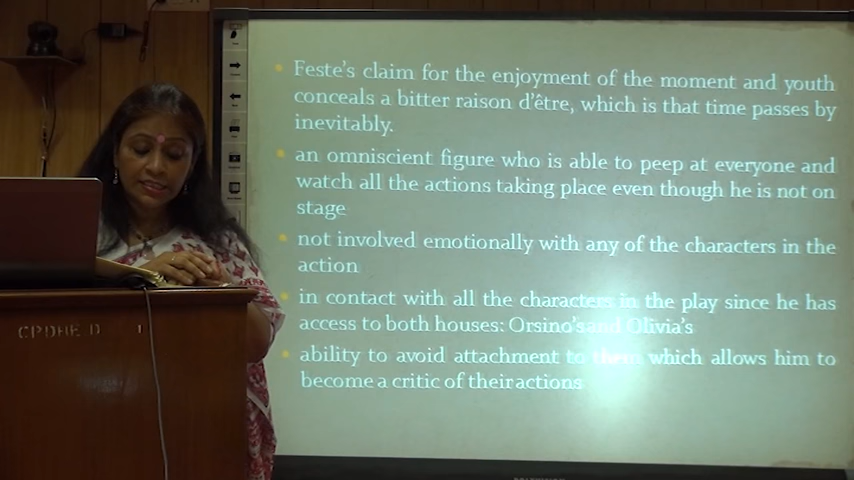 Feste's claim for the enjoyment of the moment and youth
conceals a bitter raison d'être, which is that time passes by
inevitably.
an omniscient figure who is able to peep at everyone and
watch all the actions taking place even though he is not on
stage
not involved emotionally with any of the characters in the
action
in contact with all the characters in the play since he has
access to both houses: Orsino's and Olivia's
ability to avoid attachment to them which allows him to
become a critic of their actions
CPDHE D